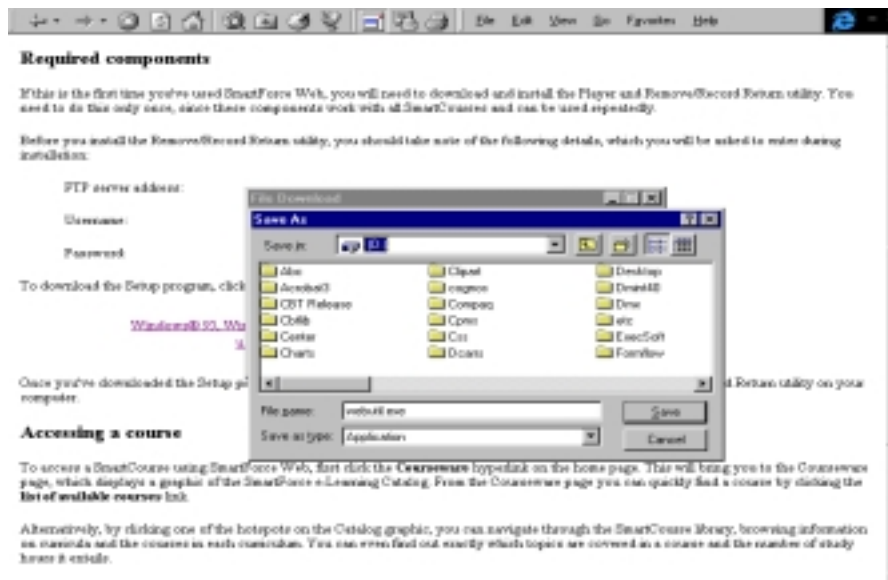 File Edit View Go Favorites Help
Required components
If this is the first time you've used SmartForce Web, you will need to download and install the Player and Remove/Record Return utility. You
need to do this only once, since these components work with all SmartCourses and can be used repeatedly.
Before you install the Remove/Record Return utility, you should take note of the following details, which you will be asked to enter during
installation:
FTP server address:
Username:
Password:
File Download
Save As
Save in:
Abc Clipart Desktop
Acrobat3 cognos
CBT Release Compaq Dmx
Cbtlib etc
Center Css ExecSoft
Charts Dcams Formflow
File name: webutil.exe Save
Save as type: Application Cancel
To download the Setup program, click
Windows® 95,
Once you've downloaded the Setup Return utility on your
computer.
Accessing a course
To access a SmartCourse using SmartForce Web, first click the Courseware hyperlink on the home page. This will bring you to the Courseware
page, which displays a graphic of the SmartForce e-Learning Catalog. From the Courseware page you can quickly find a course by clicking the
list of available courses link.
Alternatively, by clicking one of the hotspots on the Catalog graphic, you can navigate through the SmartCourse library, browsing information
on curricula and the courses in each curriculum. You can even find out exactly which topics are covered in a course and the number of study
hours it entails.